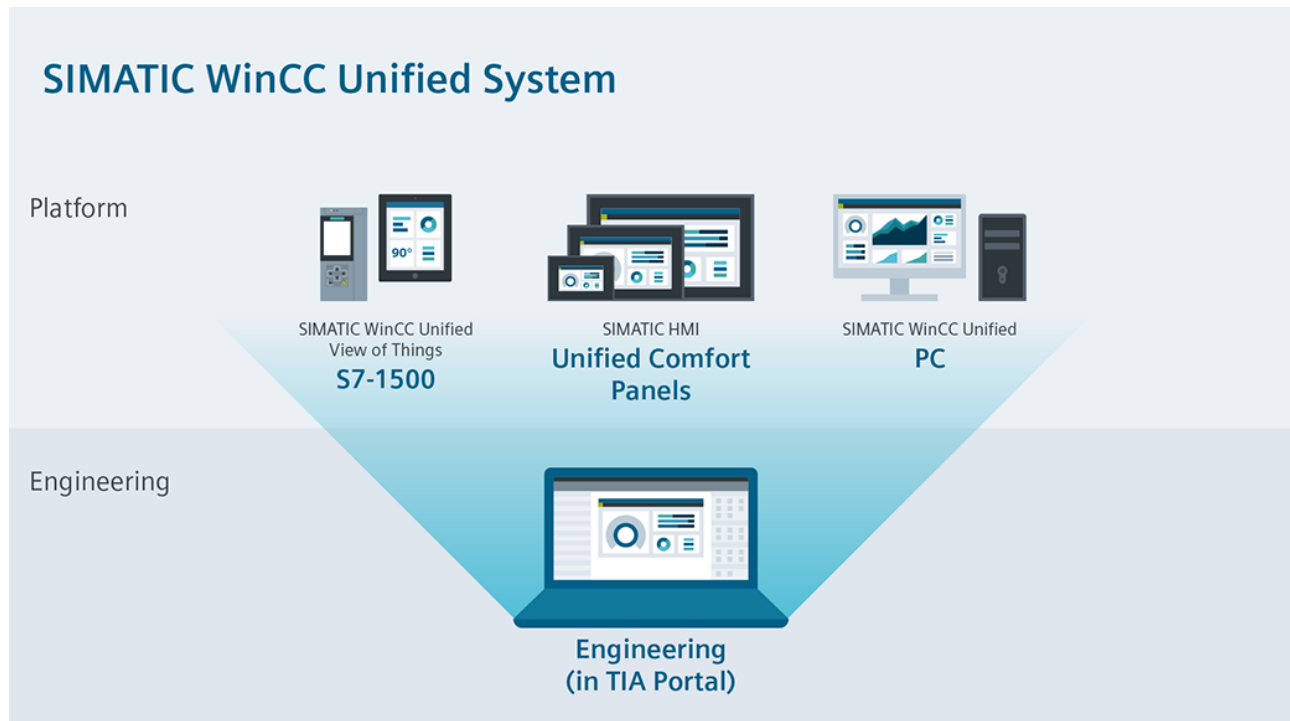 SIMATIC WinCC Unified System
Platform
90°
SIMATIC WinCC Unified
View of Things
S7-1500
SIMATIC HMI
Unified Comfort
Panels
SIMATIC WinCC Unified
PC
Engineering
Engineering
(in TIA Portal)